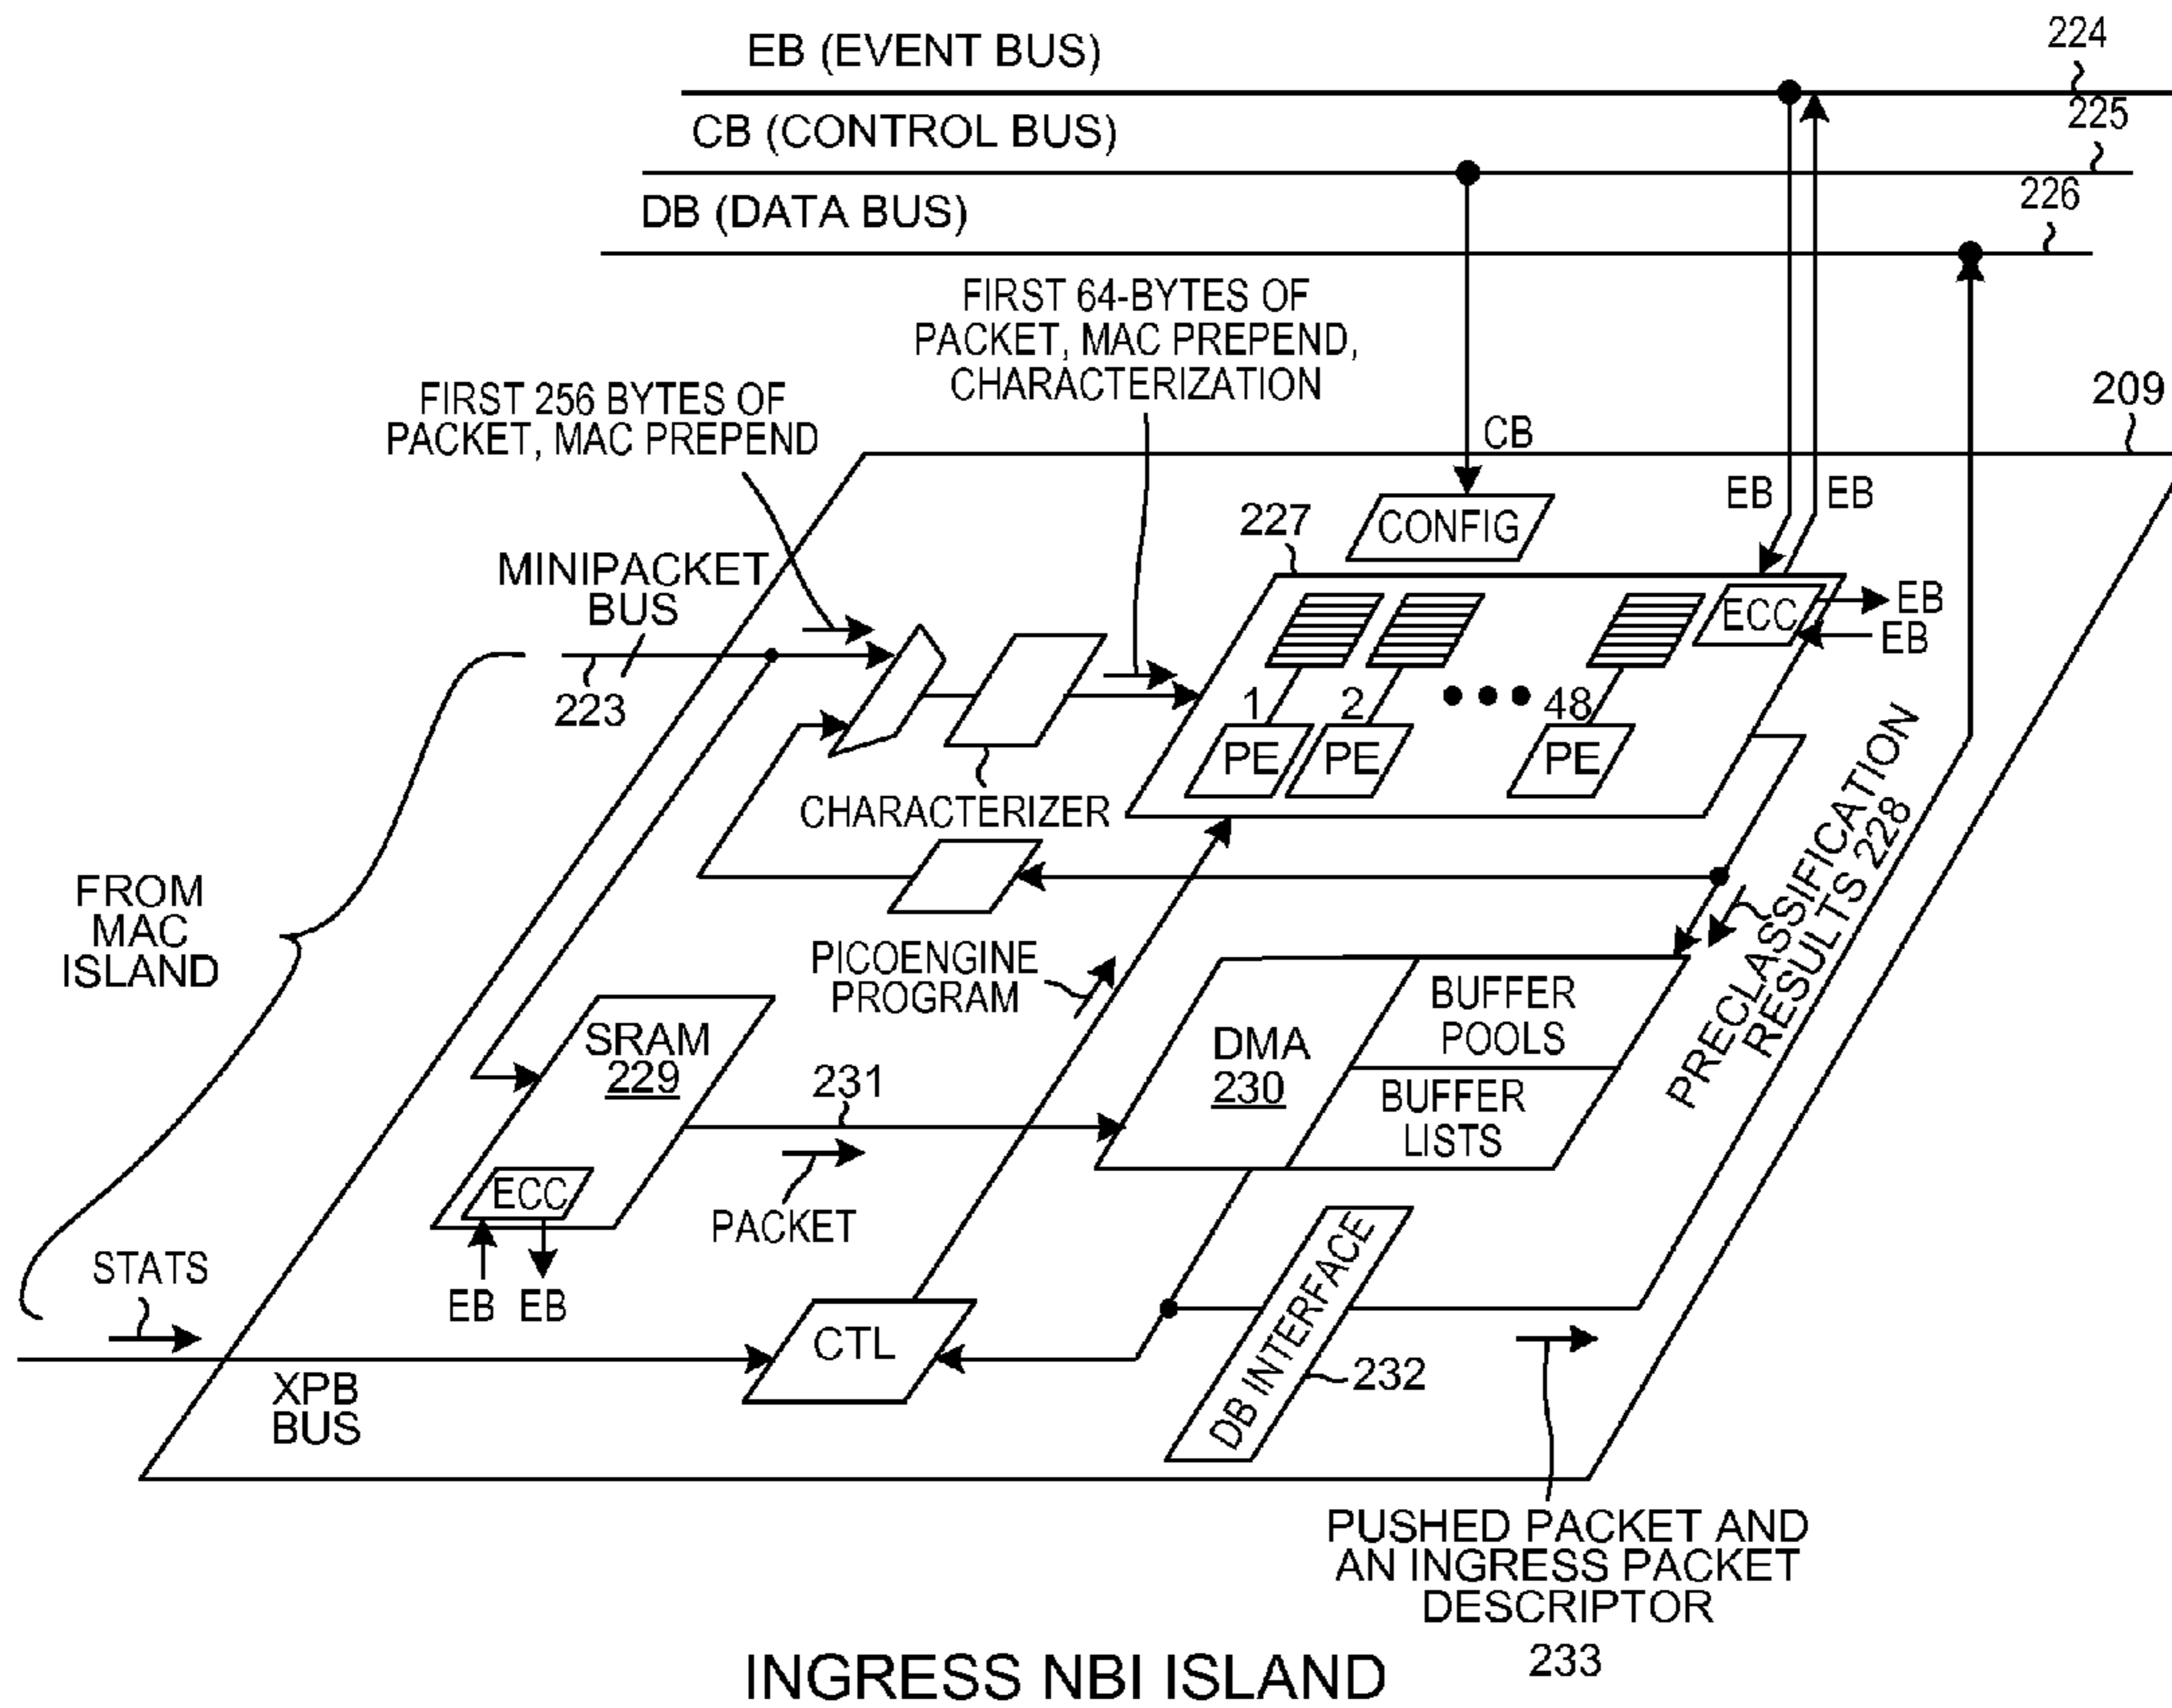 EB (EVENT BUS)
224
CB (CONTROL BUS)
225
DB (DATA BUS)
226
FIRST 64-BYTES OF
PACKET, MAC PREPEND,
CHARACTERIZATION
FIRST 256 BYTES OF
PACKET, MAC PREPEND
209
CB
EB
EB
227
CONFIG
MINIPACKET
BUS
223
ECC
EB
EB
1
2
48
PE
PE
PE
CHARACTERIZER
FROM
MAC
ISLAND
PRECLASSIFICATION
RESULTS 228
PICOENGINE
PROGRAM
SRAM
229
231
DMA
230
BUFFER
POOLS
BUFFER
LISTS
ECC
PACKET
EB
EB
STATS
CTL
XPB
BUS
DB INTERFACE
232
PUSHED PACKET AND
AN INGRESS PACKET
DESCRIPTOR
233
INGRESS NBI ISLAND